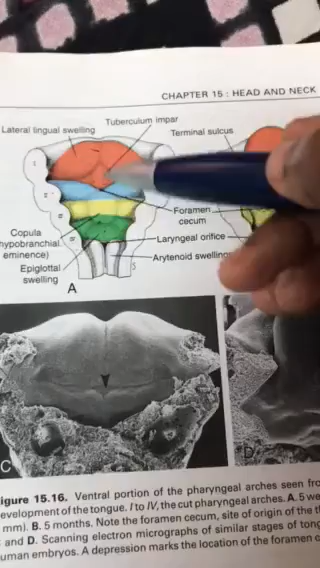 CHAPTER 15 : HEAD AND NECK
Tuberculum impar
Lateral lingual swelling
Terminal sulcus
Foramen
cecum
Copula
hypobranchial
eminence)
Laryngeal orifice
Arytenoid swelling
Epiglottal
swelling
5
A
C
D
igure 15.16. Ventral portion of the pharyngeal arches seen fro
evelopment of the tongue. I to IV, the cut pharyngeal arches. A. 5 we
mm). B. 5 months. Note the foramen cecum, site of origin of the th
and D. Scanning electron micrographs of similar stages of tong
uman embryos. A depression marks the location of the foramen c